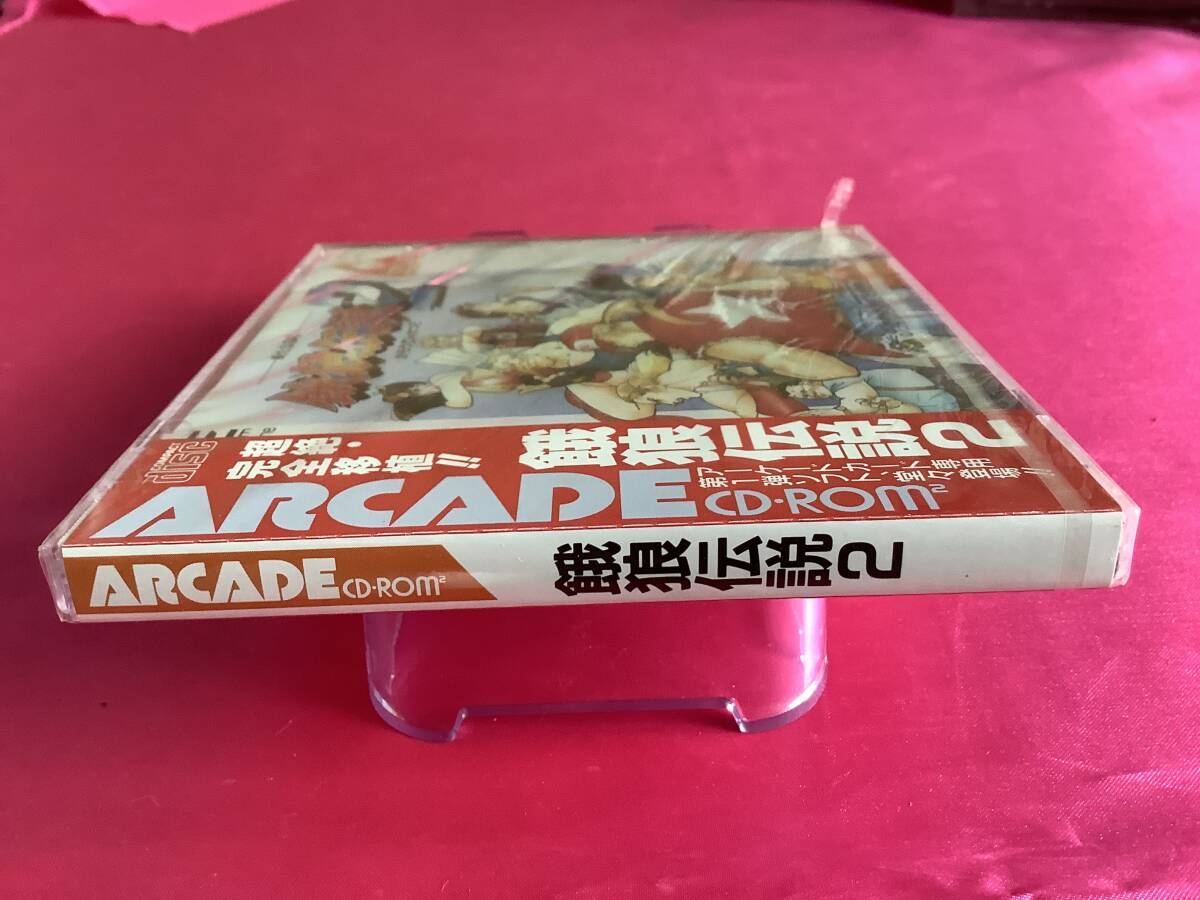 COMPACT
DISC
超絶・
完全移植!!
餓狼伝説2
アーケードカード専用
第1弾ソフト、堂々登場!!
ARCADE
CD・ROM2
ARCADE CD・ROM2
餓狼伝説2